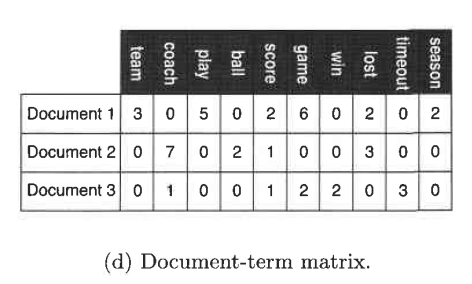 team coach play ball score game win lost timeout season
Document 1 3 0 5 0 2 6 0 2 0 2
Document 2 0 7 0 2 1 0 0 3 0 0
Document 3 0 1 0 0 1 2 2 0 3 0
(d) Document-term matrix.